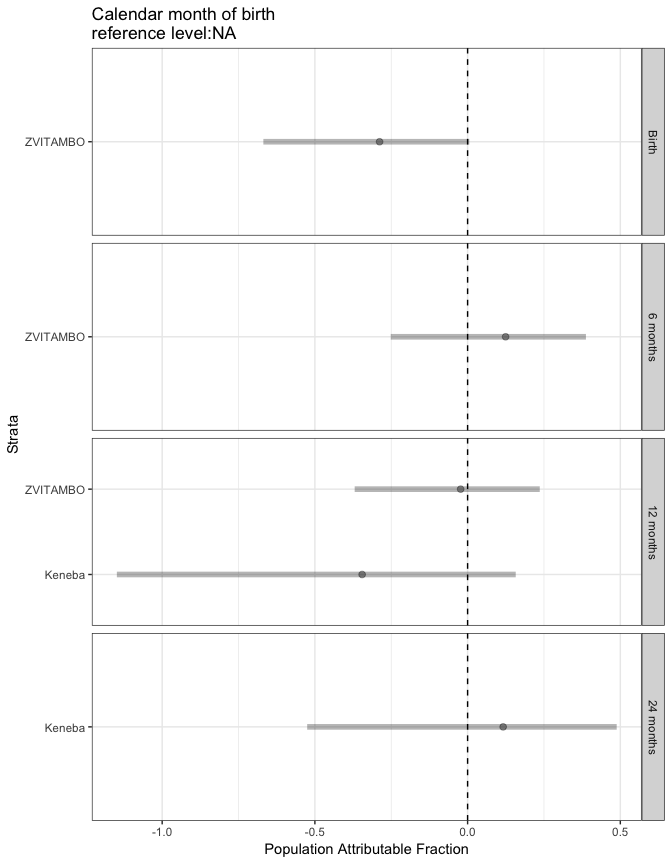 Calendar month of birth
reference level:NA
ZVITAMBO
Birth
ZVITAMBO
6 months
ZVITAMBO
Keneba
12 months
Keneba
24 months
Strata
-1.0 -0.5 0.0 0.5
Population Attributable Fraction